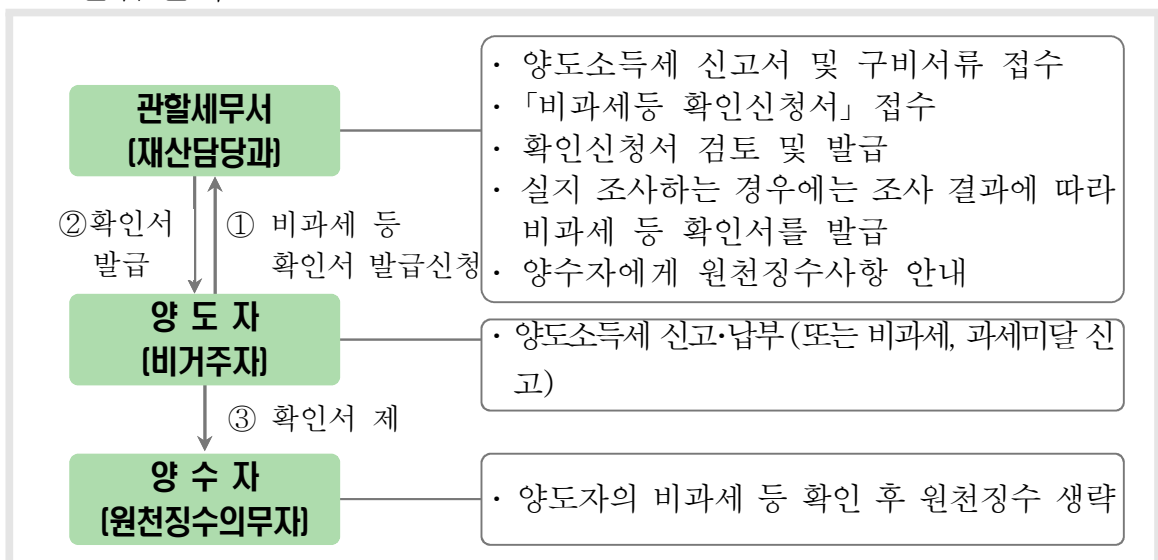 관할세무서
(재산담당과)
· 양도소득세 신고서 및 구비서류 접수
· 「비과세등 확인신청서」 접수
· 확인신청서 검토 및 발급
· 실지 조사하는 경우에는 조사 결과에 따라
비과세 등 확인서를 발급
· 양수자에게 원천징수사항 안내
②확인서
발급
① 비과세 등
확인서 발급신청
양 도 자
(비거주자)
· 양도소득세 신고·납부(또는 비과세, 과세미달 신
고)
③ 확인서 제
양 수 자
(원천징수의무자)
· 양도자의 비과세 등 확인 후 원천징수 생략